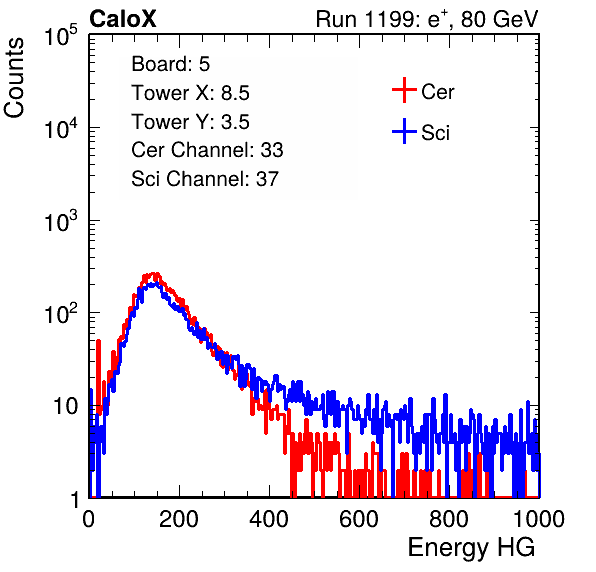 CaloX Run 1199: e⁺, 80 GeV
Counts
Board: 5
Tower X: 8.5
Tower Y: 3.5
Cer Channel: 33
Sci Channel: 37
Cer
Sci
10⁵
10⁴
10³
10²
10
1
0 200 400 600 800 1000
Energy HG